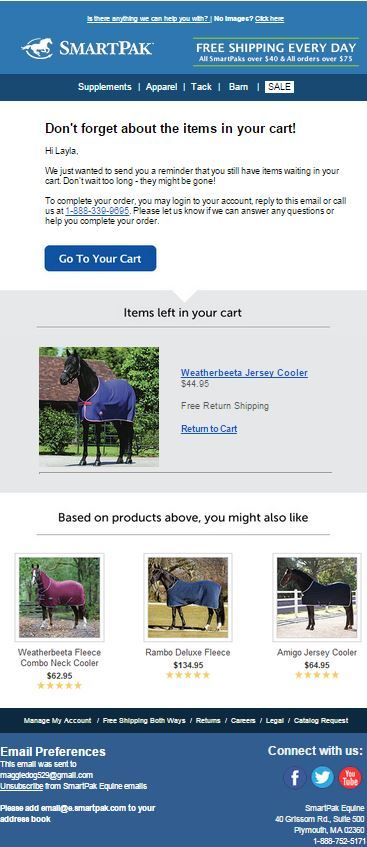 Is there anything we can help you with? | No Images? Click here
SMARTPAK
FREE SHIPPING EVERY DAY
All SmartPaks over $40 & All orders over $75
Supplements | Apparel | Tack | Barn | SALE
Don't forget about the items in your cart!
Hi Layla,
We just wanted to send you a reminder that you still have items waiting in your
cart. Don't wait too long - they might be gone!
To complete your order, you may login to your account, reply to this email or call
us at 1-888-339-9695. Please let us know if we can answer any questions or
help you complete your order.
Go To Your Cart
Items left in your cart
Weatherbeeta Jersey Cooler
$44.95
Free Return Shipping
Return to Cart
Based on products above, you might also like
Weatherbeeta Fleece
Combo Neck Cooler
$62.95
Rambo Deluxe Fleece
$134.95
Amigo Jersey Cooler
$64.95
Manage My Account / Free Shipping Both Ways / Returns / Careers / Legal / Catalog Request
Email Preferences
This email was sent to
maggiedog529@gmail.com
Unsubscribe from SmartPak Equine emails
Please add email@e.smartpak.com to your
address book
Connect with us:
You
Tube
SmartPak Equine
40 Grissom Rd., Suite 500
Plymouth, MA 02360
1-888-752-5171